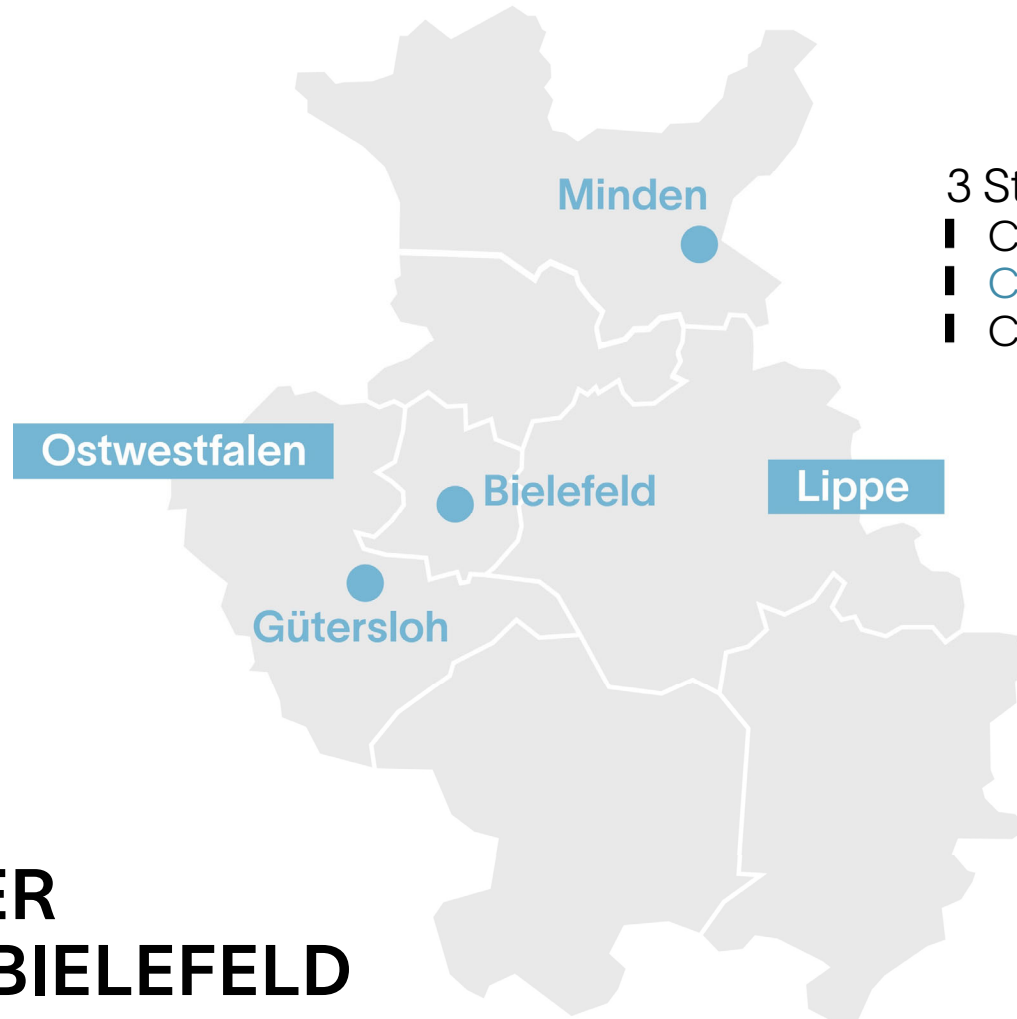 Minden
3 St
C
C
C
Ostwestfalen
Bielefeld
Lippe
Gütersloh
ER
BIELEFELD